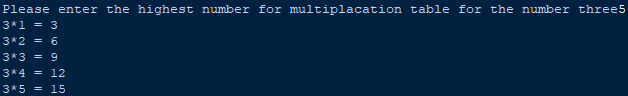 Please enter the highest number for multiplacation table for the number three5
3*1 = 3
3*2 = 6
3*3 = 9
3*4 = 12
3*5 = 15